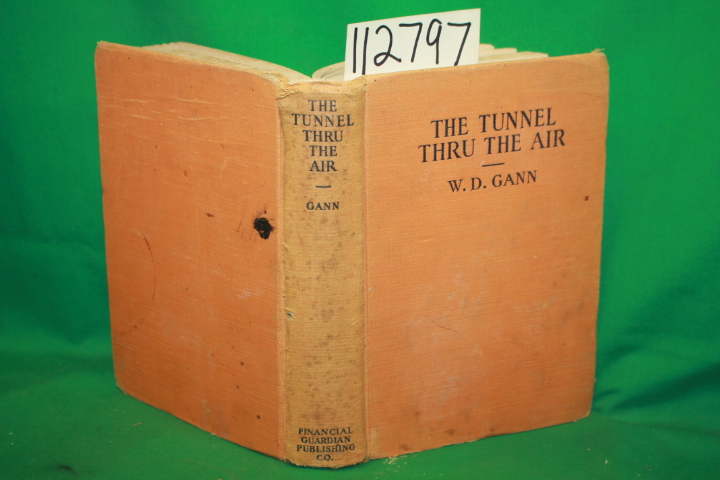 112797
THE
TUNNEL
THRU
THE
AIR
GANN
FINANCIAL
GUARDIAN
PUBLISHING
CO.
THE TUNNEL
THRU THE AIR
W. D. GANN